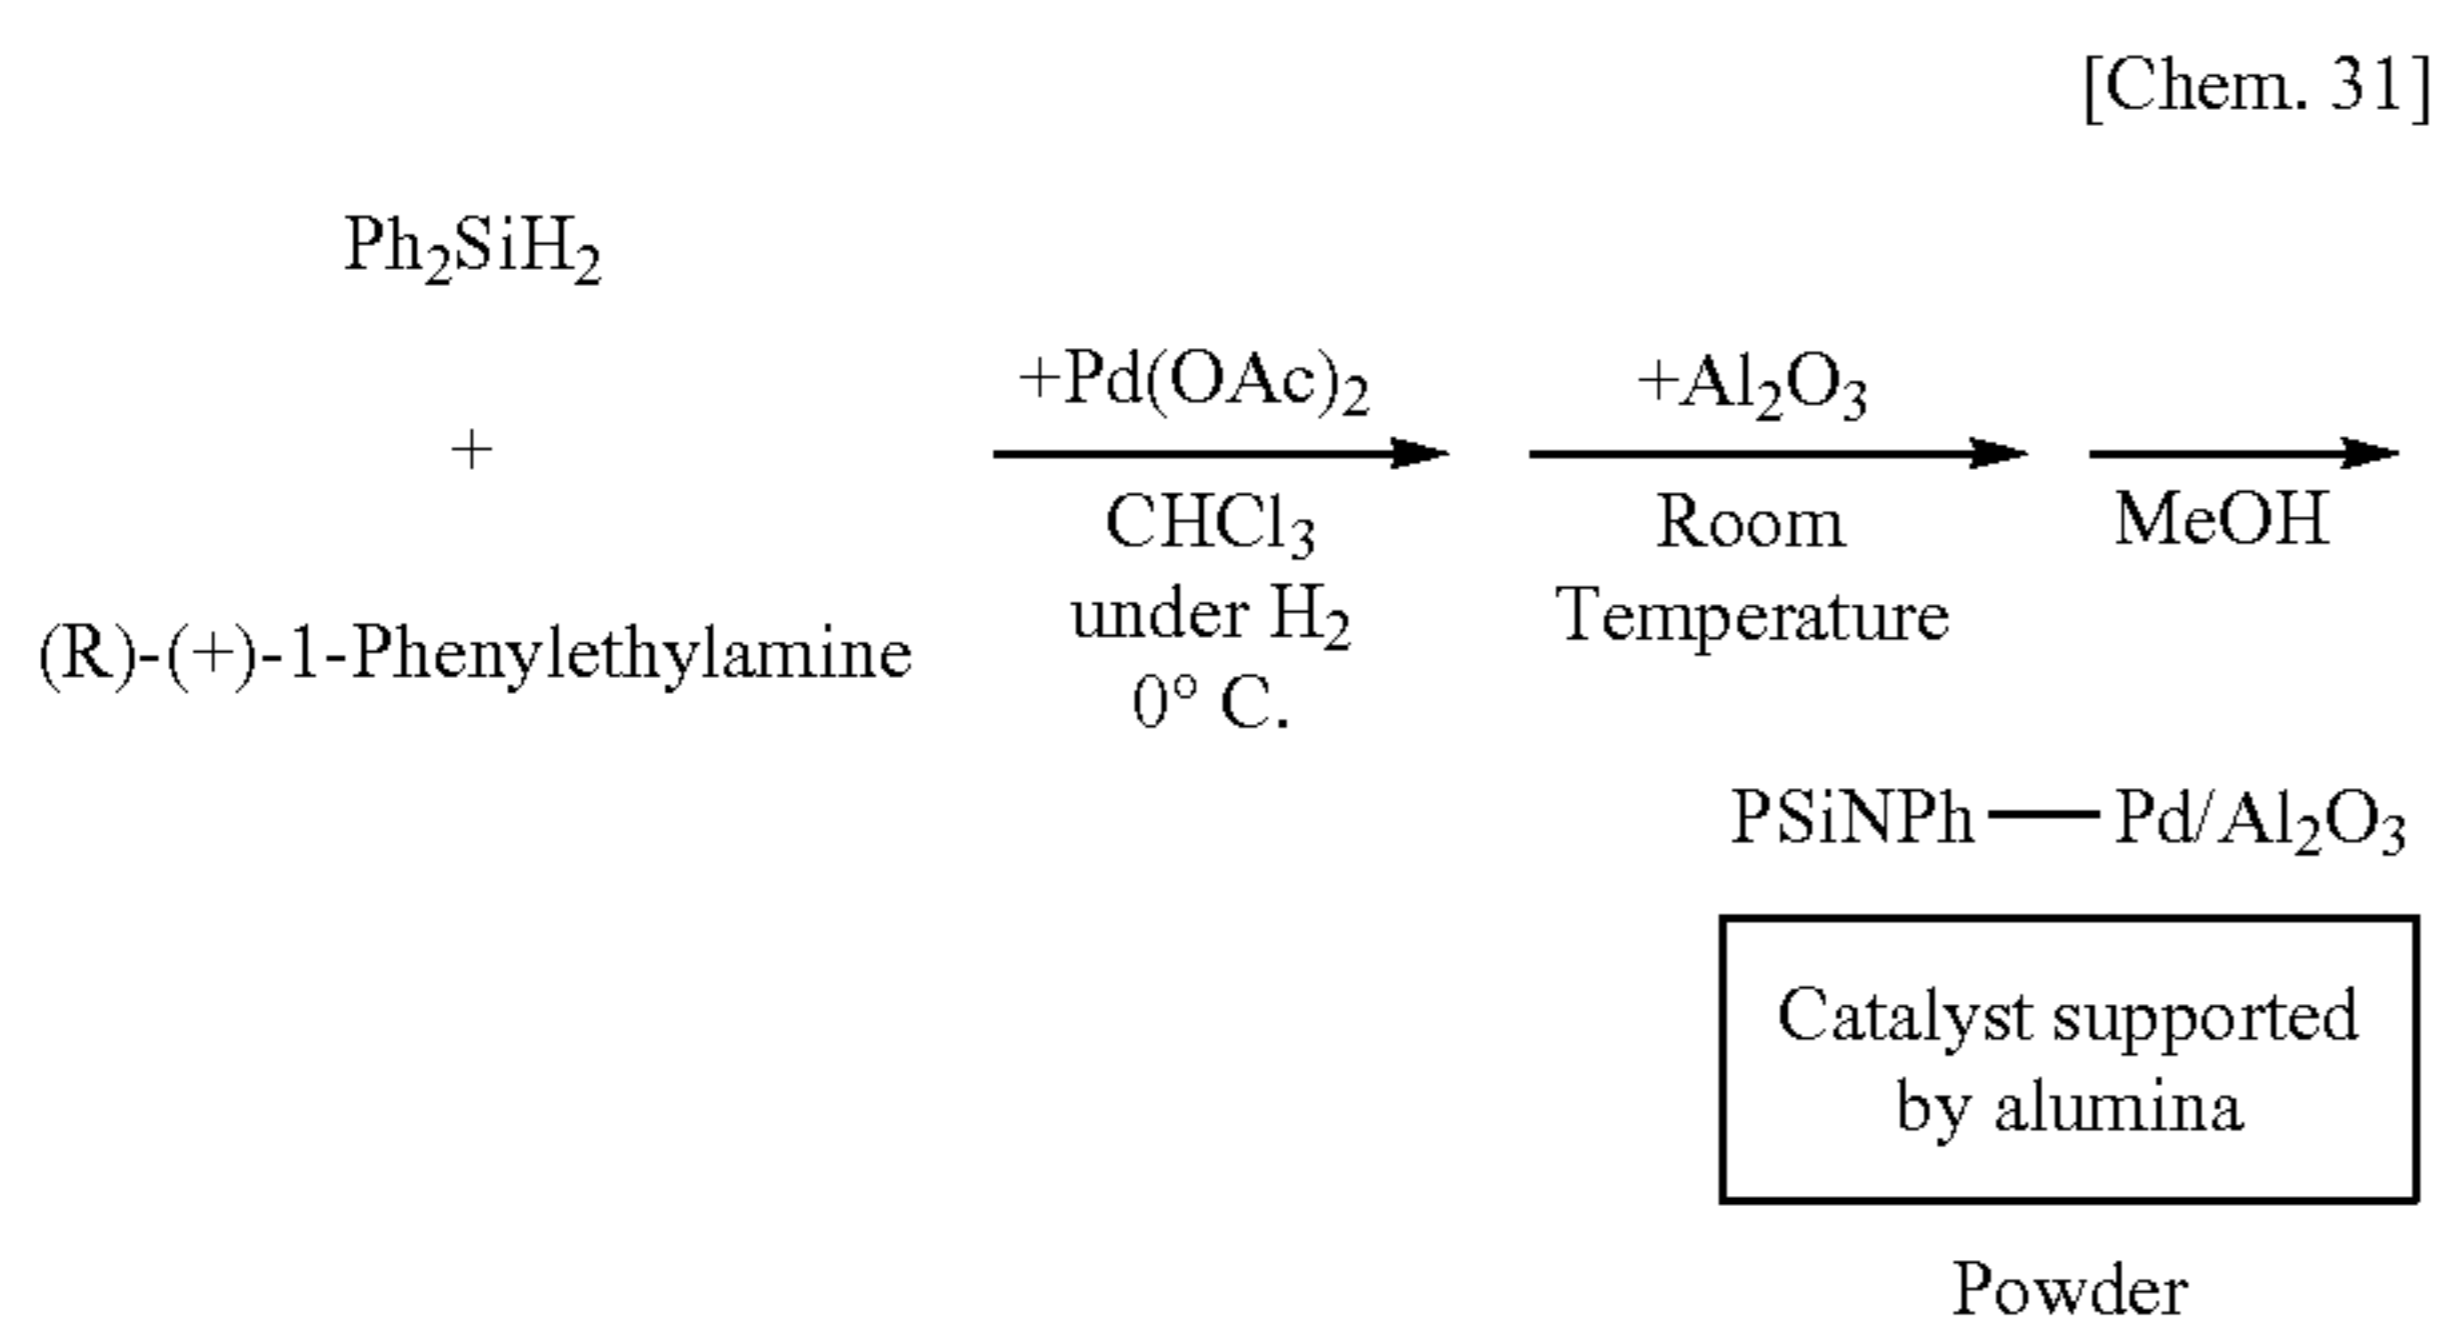 [Chem. 31]
Ph₂SiH₂
+
(R)-(+)-1-Phenylethylamine
+Pd(OAc)₂
CHCl₃
under H₂
0° C.
+Al₂O₃
Room
Temperature
MeOH
PSiNPh—Pd/Al₂O₃
Catalyst supported
by alumina
Powder